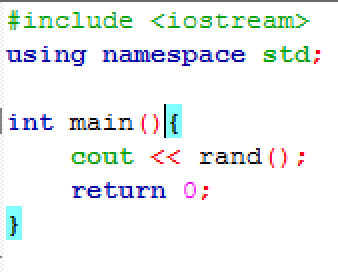 #include <iostream>
using namespace std;
int main(){
cout << rand();
return 0;
}